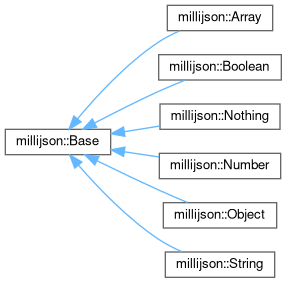 millijson::Array
millijson::Boolean
millijson::Nothing
millijson::Base
millijson::Number
millijson::Object
millijson::String